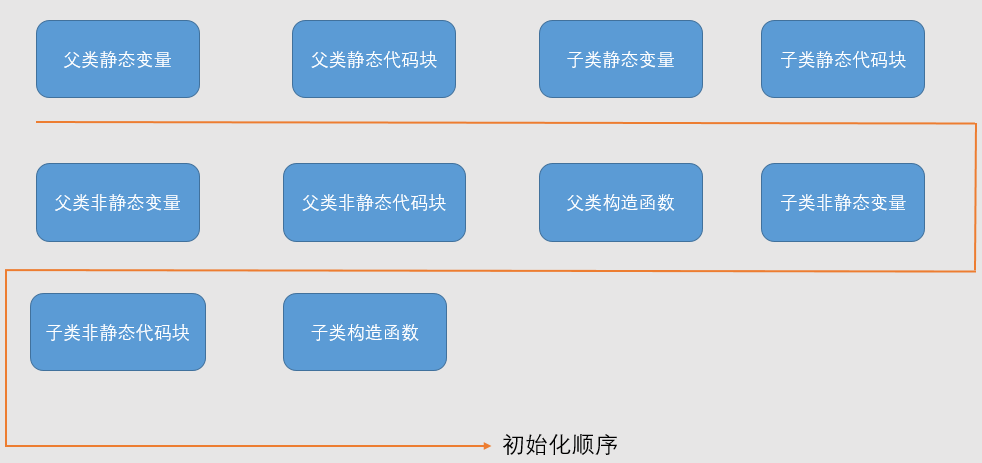 父类静态变量
父类静态代码块
子类静态变量
子类静态代码块
父类非静态变量
父类非静态代码块
父类构造函数
子类非静态变量
子类非静态代码块
子类构造函数
初始化顺序